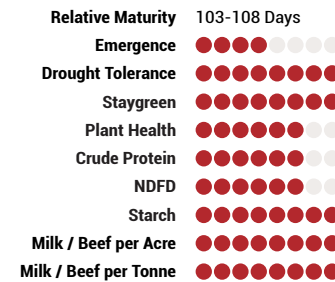 Relative Maturity 103-108 Days
Emergence
Drought Tolerance
Staygreen
Plant Health
Crude Protein
NDFD
Starch
Milk / Beef per Acre
Milk / Beef per Tonne